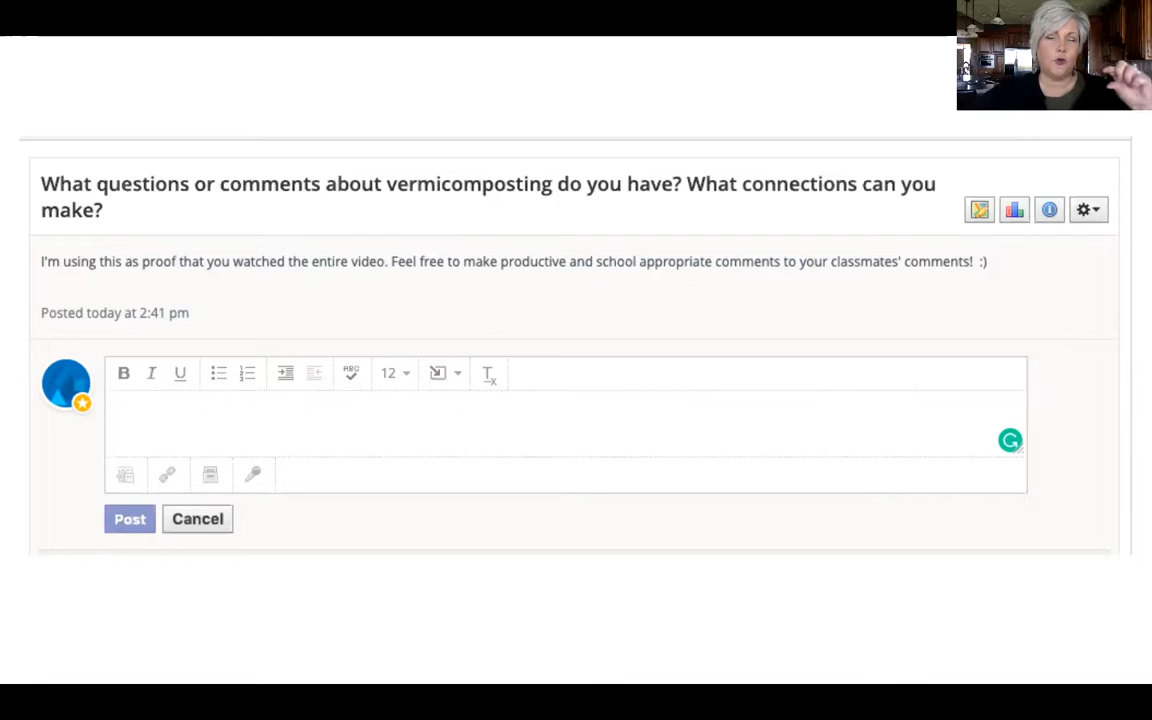 What questions or comments about vermicomposting do you have? What connections can you
make?
I'm using this as proof that you watched the entire video. Feel free to make productive and school appropriate comments to your classmates' comments!  :)
Posted today at 2:41 pm
B I U ABC 12 Tx
G
Post Cancel